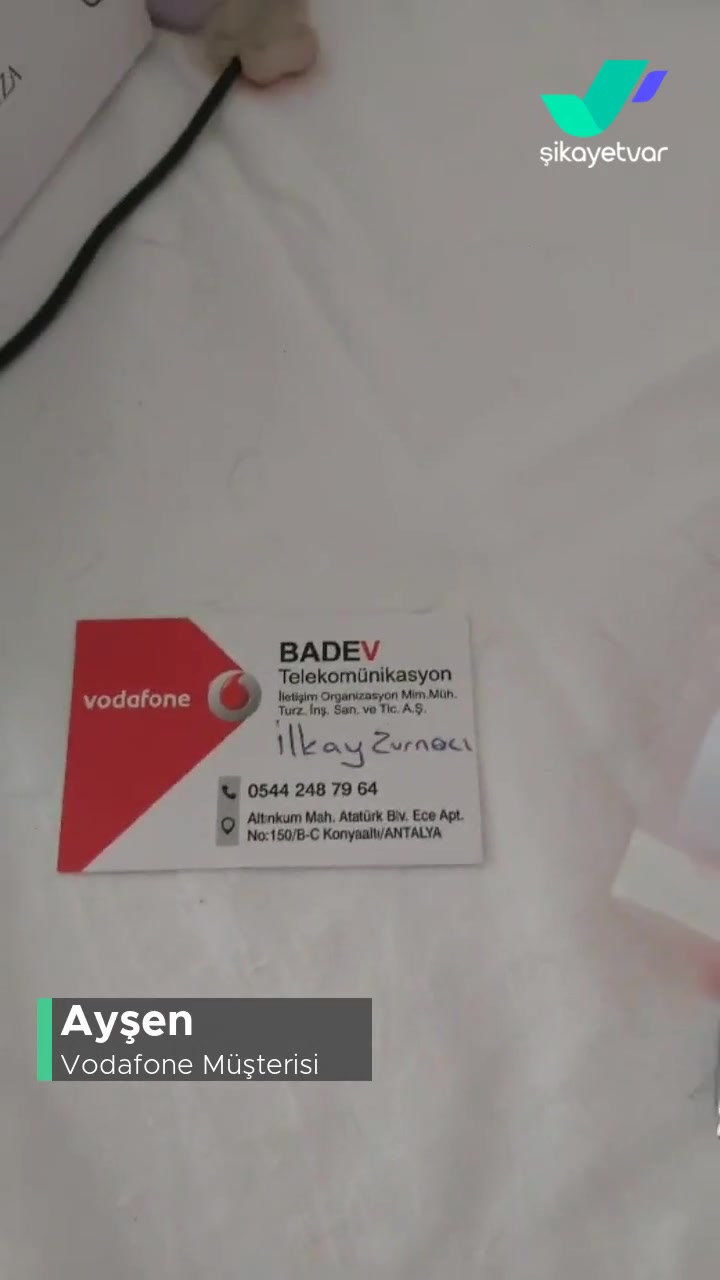 şikayetvar
vodafone
BADEV
Telekomünikasyon
İletişim Organizasyon Mim.Müh.
Turz. İnş. San. ve Tic. A.Ş.
ilkay Zurnacı
0544 248 79 64
Altınkum Mah. Atatürk Blv. Ece Apt.
No:150/B-C Konyaaltı/ANTALYA
Ayşen
Vodafone Müşterisi